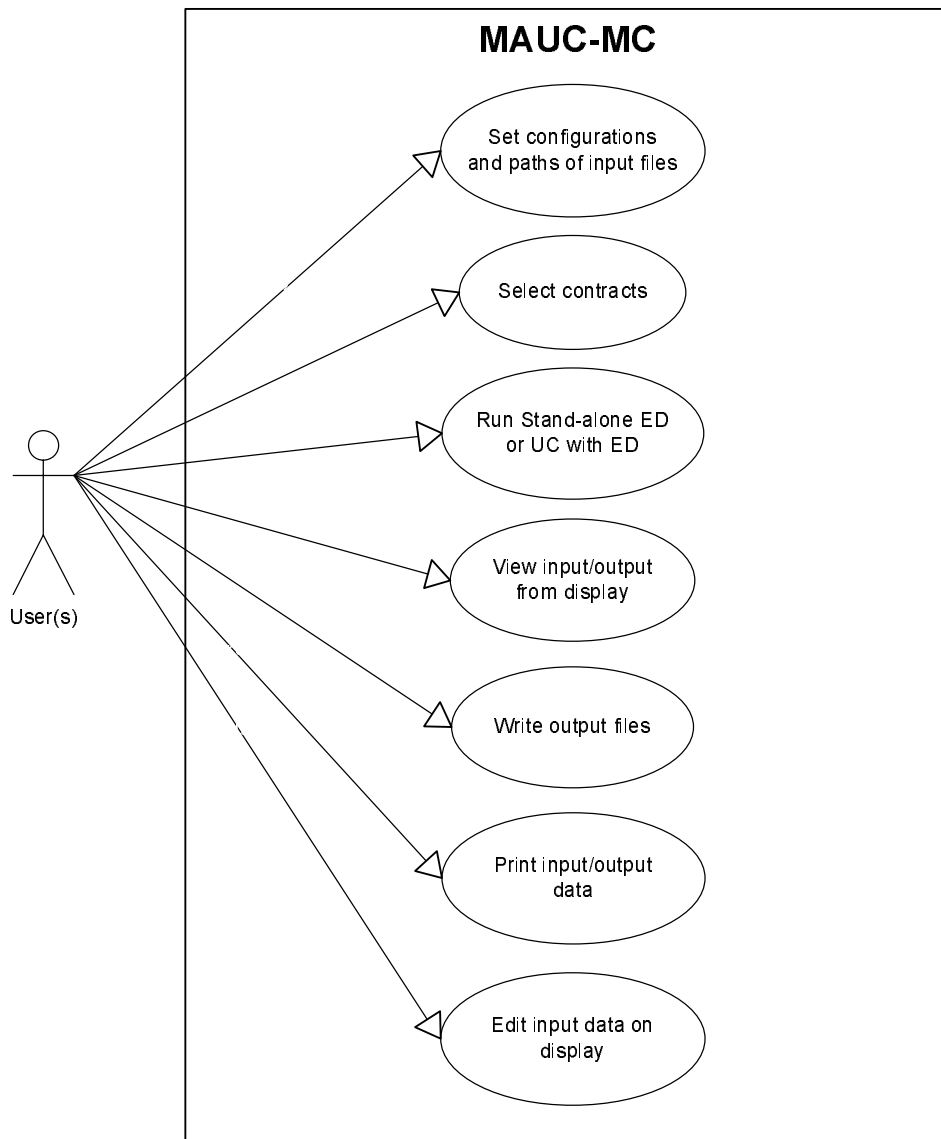 MAUC-MC
Set configurations
and paths of input files
Select contracts
Run Stand-alone ED
or UC with ED
User(s)
View input/output
from display
Write output files
Print input/output
data
Edit input data on
display